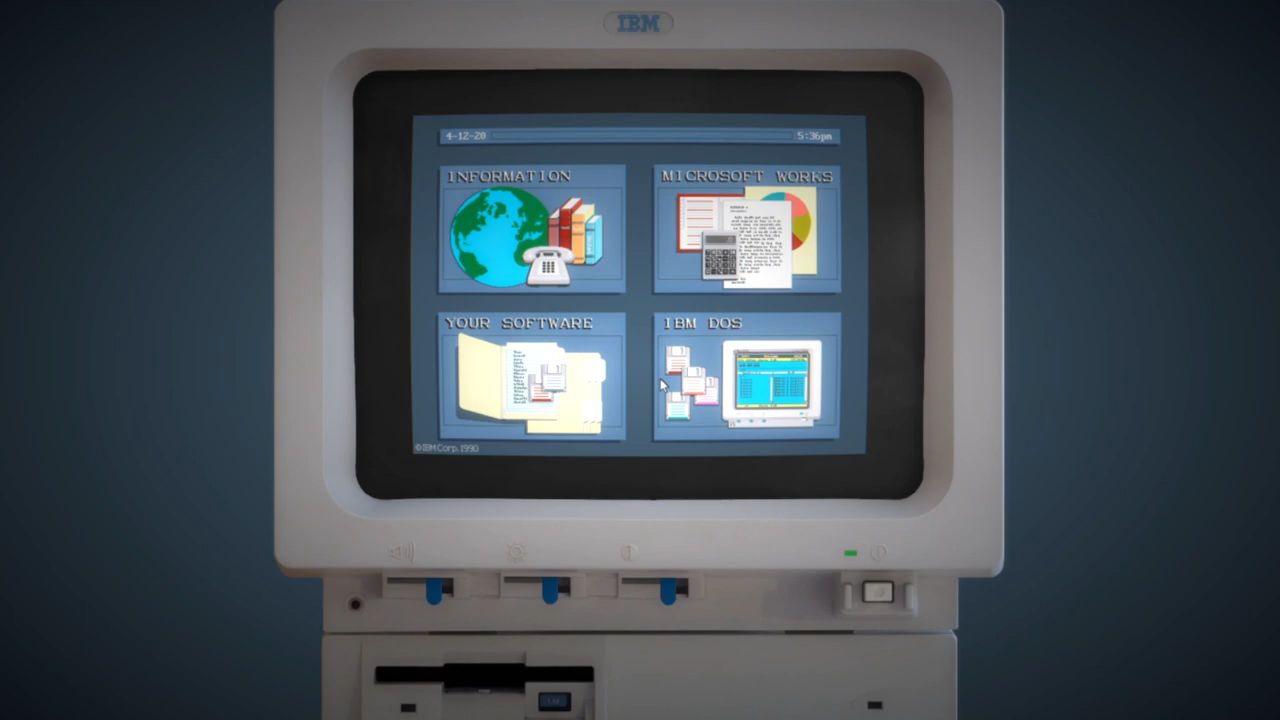 IBM
4-12-20 5:36pm
INFORMATION
MICROSOFT WORKS
YOUR SOFTWARE
IBM DOS
©IBM Corp. 1990